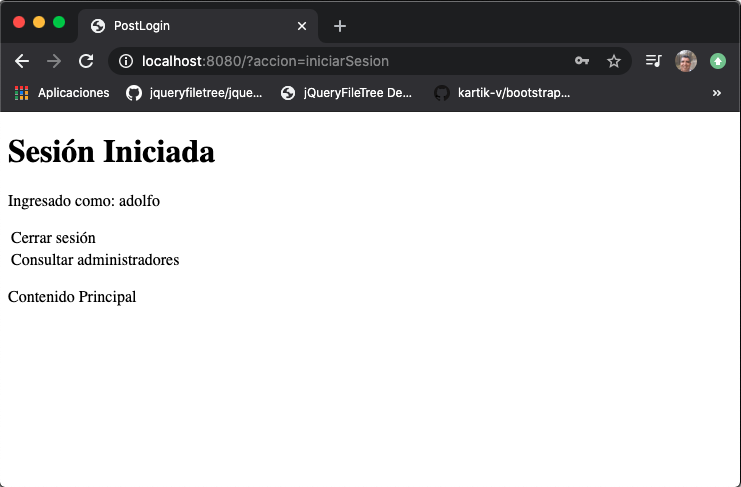 PostLogin
localhost:8080/?accion=iniciarSesion
Aplicaciones jqueryfiletree/jque... jQueryFileTree De... kartik-v/bootstrap... »
Sesión Iniciada
Ingresado como: adolfo
Cerrar sesión
Consultar administradores
Contenido Principal